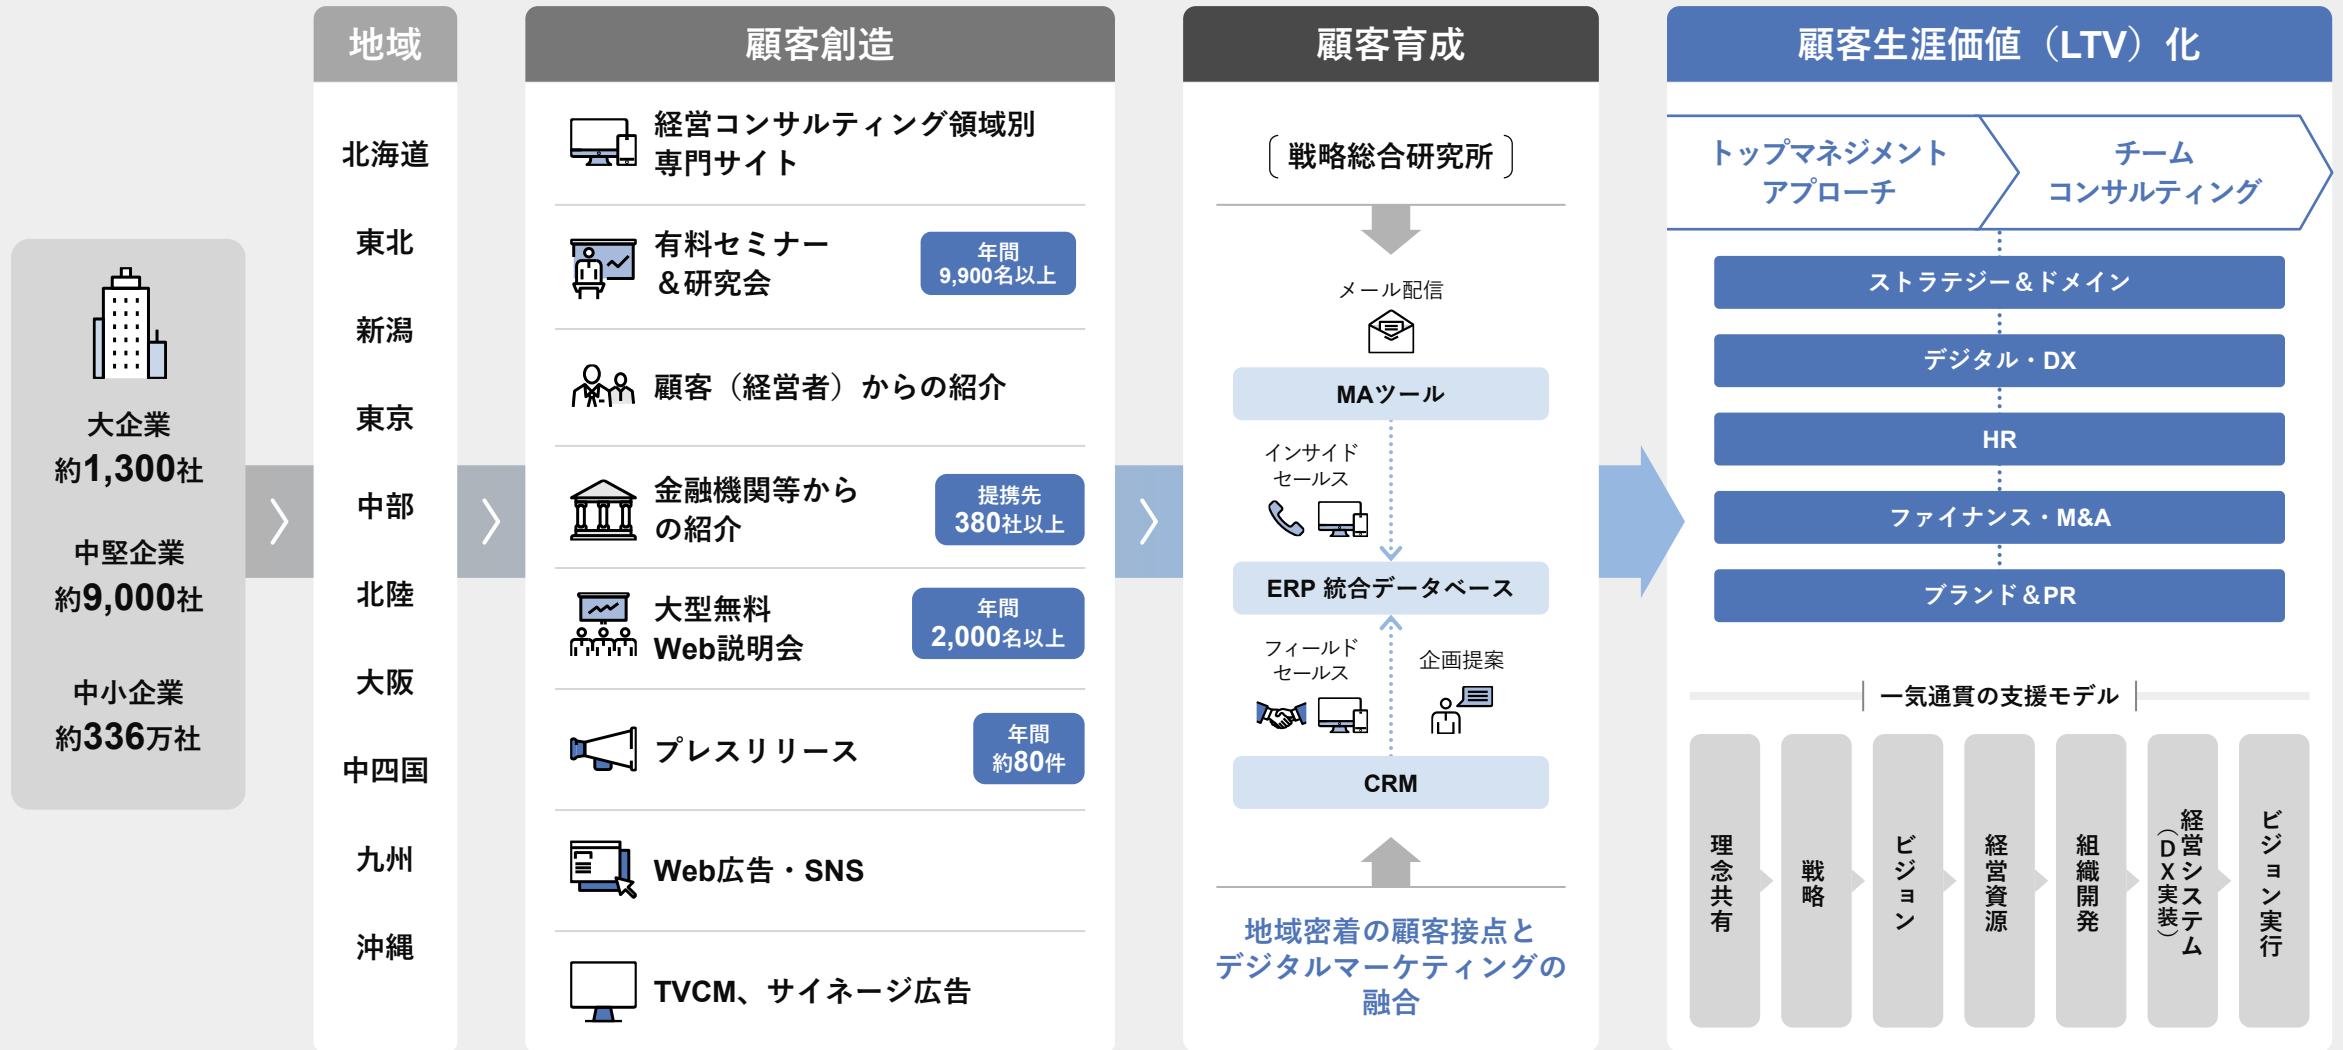 大企業
約1,300社
中堅企業
約9,000社
中小企業
約336万社
地域
北海道
東北
新潟
東京
中部
北陸
大阪
中四国
九州
沖縄
顧客創造
経営コンサルティング領域別
専門サイト
有料セミナー
＆研究会
年間
9,900名以上
顧客（経営者）からの紹介
金融機関等から
の紹介
提携先
380社以上
大型無料
Web説明会
年間
2,000名以上
プレスリリース
年間
約80件
Web広告・SNS
TVCM、サイネージ広告
顧客育成
〔戦略総合研究所〕
メール配信
MAツール
インサイド
セールス
ERP 統合データベース
フィールド
セールス
企画提案
CRM
地域密着の顧客接点と
デジタルマーケティングの
融合
顧客生涯価値（LTV）化
トップマネジメント
アプローチ
チーム
コンサルティング
ストラテジー＆ドメイン
デジタル・DX
HR
ファイナンス・M&A
ブランド＆PR
一気通貫の支援モデル
理念共有
戦略
ビジョン
経営資源
組織開発
経営システム
（DX実装）
ビジョン実行